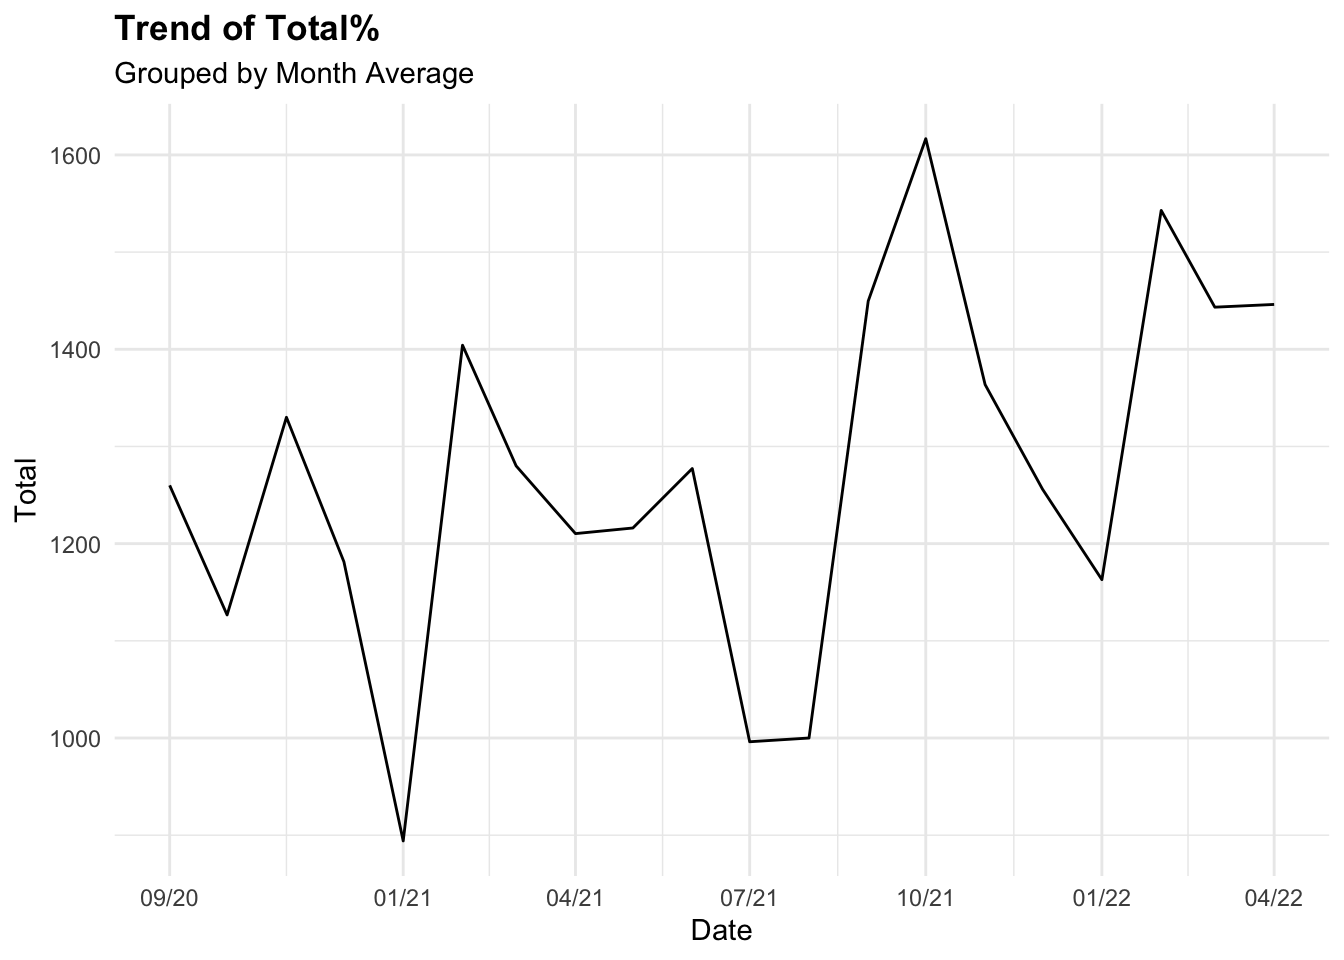 Trend of Total%
Grouped by Month Average
1600
1400
1200
1000
Total
09/20 01/21 04/21 07/21 10/21 01/22 04/22
Date